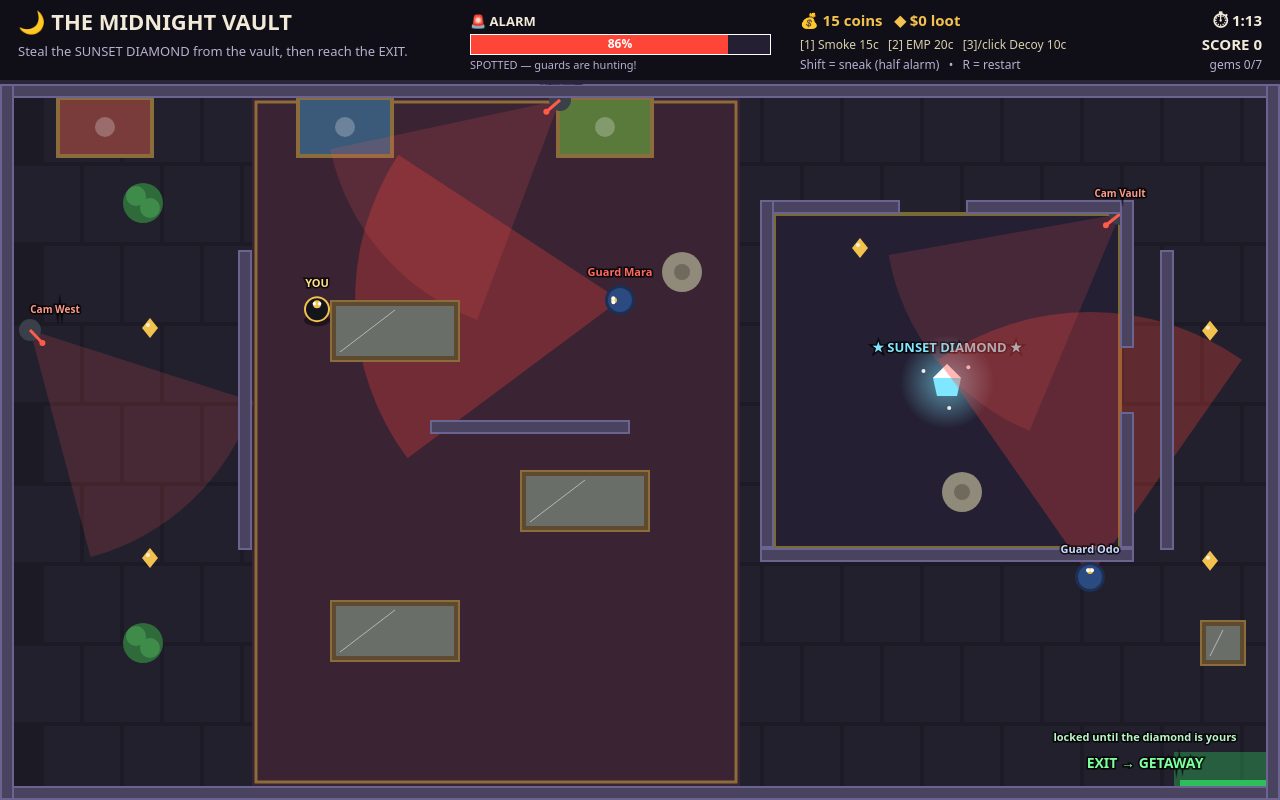 🌙 THE MIDNIGHT VAULT
Steal the SUNSET DIAMOND from the vault, then reach the EXIT.
🚨 ALARM
86%
SPOTTED — guards are hunting!
💰 15 coins ◆ $0 loot
[1] Smoke 15c [2] EMP 20c [3]/click Decoy 10c
Shift = sneak (half alarm) • R = restart
⏱ 1:13
SCORE 0
gems 0/7
Cam Vault
YOU
Guard Mara
Cam West
★ SUNSET DIAMOND ★
Guard Odo
locked until the diamond is yours
EXIT → GETAWAY